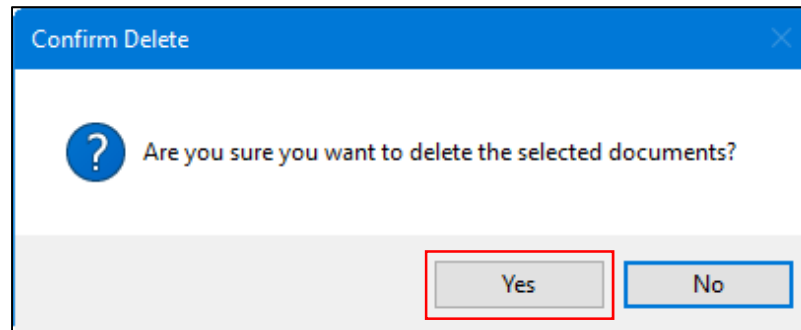 Confirm Delete
?
Are you sure you want to delete the selected documents?
Yes
No